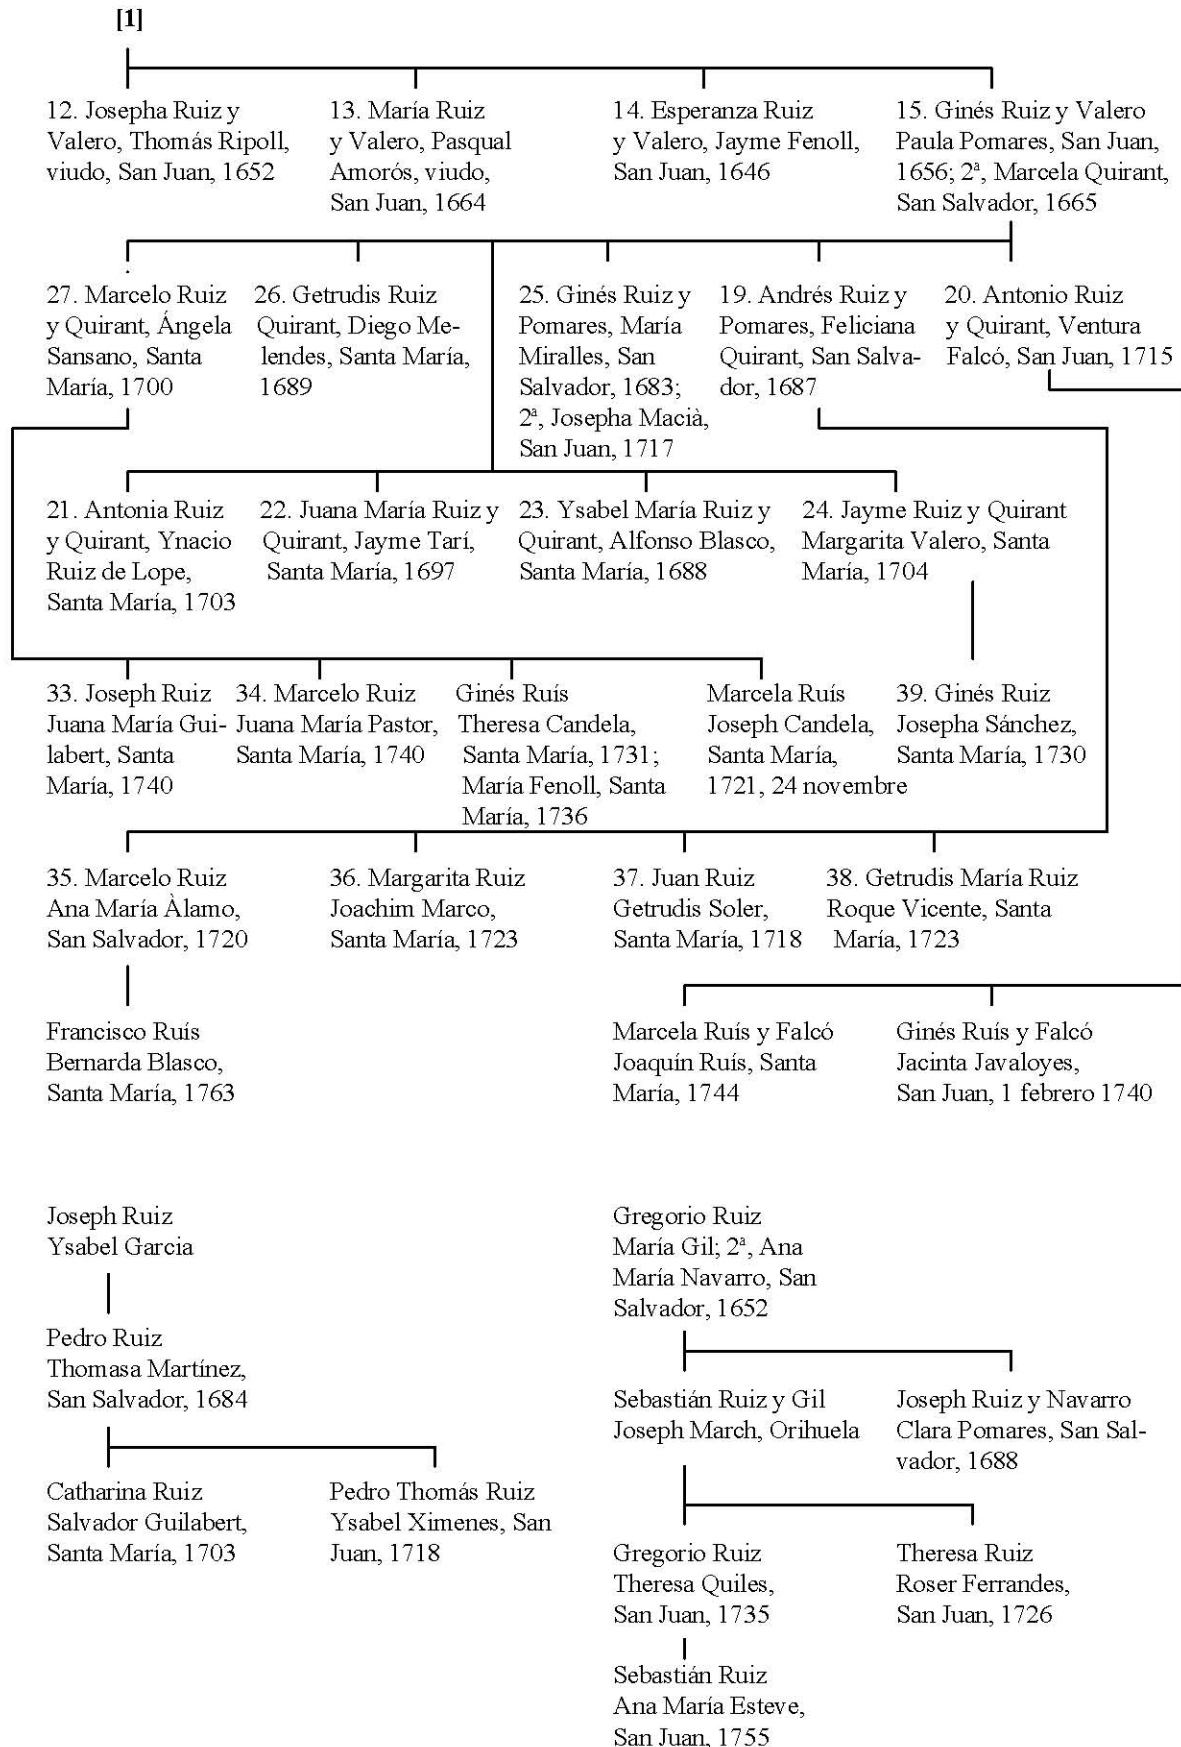 [1]
12. Josepha Ruiz y
Valero, Thomás Ripoll,
viudo, San Juan, 1652
13. María Ruiz
y Valero, Pasqual
Amorós, viudo,
San Juan, 1664
14. Esperanza Ruiz
y Valero, Jayme Fenoll,
San Juan, 1646
15. Ginés Ruiz y Valero
Paula Pomares, San Juan,
1656; 2ª, Marcela Quirant,
San Salvador, 1665
27. Marcelo Ruiz
y Quirant, Ángela
Sansano, Santa
María, 1700
26. Getrudis Ruiz
Quirant, Diego Me-
lendes, Santa María,
1689
25. Ginés Ruiz y
Pomares, María
Miralles, San
Salvador, 1683;
2ª, Josepha Macià,
San Juan, 1717
19. Andrés Ruiz y
Pomares, Feliciana
Quirant, San Salva-
dor, 1687
20. Antonio Ruiz
y Quirant, Ventura
Falcó, San Juan, 1715
21. Antonia Ruiz
y Quirant, Ynacio
Ruiz de Lope,
Santa María, 1703
22. Juana María Ruiz y
Quirant, Jayme Tarí,
Santa María, 1697
23. Ysabel María Ruiz y
Quirant, Alfonso Blasco,
Santa María, 1688
24. Jayme Ruiz y Quirant
Margarita Valero, Santa
María, 1704
33. Joseph Ruiz
Juana María Gui-
labert, Santa
María, 1740
34. Marcelo Ruiz
Juana María Pastor,
Santa María, 1740
Ginés Ruís
Theresa Candela,
Santa María, 1731;
María Fenoll, Santa
María, 1736
Marcela Ruís
Joseph Candela,
Santa María,
1721, 24 novembre
39. Ginés Ruiz
Josepha Sánchez,
Santa María, 1730
35. Marcelo Ruiz
Ana María Àlamo,
San Salvador, 1720
36. Margarita Ruiz
Joachim Marco,
Santa María, 1723
37. Juan Ruiz
Getrudis Soler,
Santa María, 1718
38. Getrudis María Ruiz
Roque Vicente, Santa
María, 1723
Francisco Ruís
Bernarda Blasco,
Santa María, 1763
Marcela Ruís y Falcó
Joaquín Ruís, Santa
María, 1744
Ginés Ruís y Falcó
Jacinta Javaloyes,
San Juan, 1 febrero 1740
Joseph Ruiz
Ysabel Garcia
Pedro Ruiz
Thomasa Martínez,
San Salvador, 1684
Catharina Ruiz
Salvador Guilabert,
Santa María, 1703
Pedro Thomás Ruiz
Ysabel Ximenes, San
Juan, 1718
Gregorio Ruiz
María Gil; 2ª, Ana
María Navarro, San
Salvador, 1652
Sebastián Ruiz y Gil
Joseph March, Orihuela
Joseph Ruiz y Navarro
Clara Pomares, San Sal-
vador, 1688
Gregorio Ruiz
Theresa Quiles,
San Juan, 1735
Theresa Ruiz
Roser Ferrandes,
San Juan, 1726
Sebastián Ruiz
Ana María Esteve,
San Juan, 1755